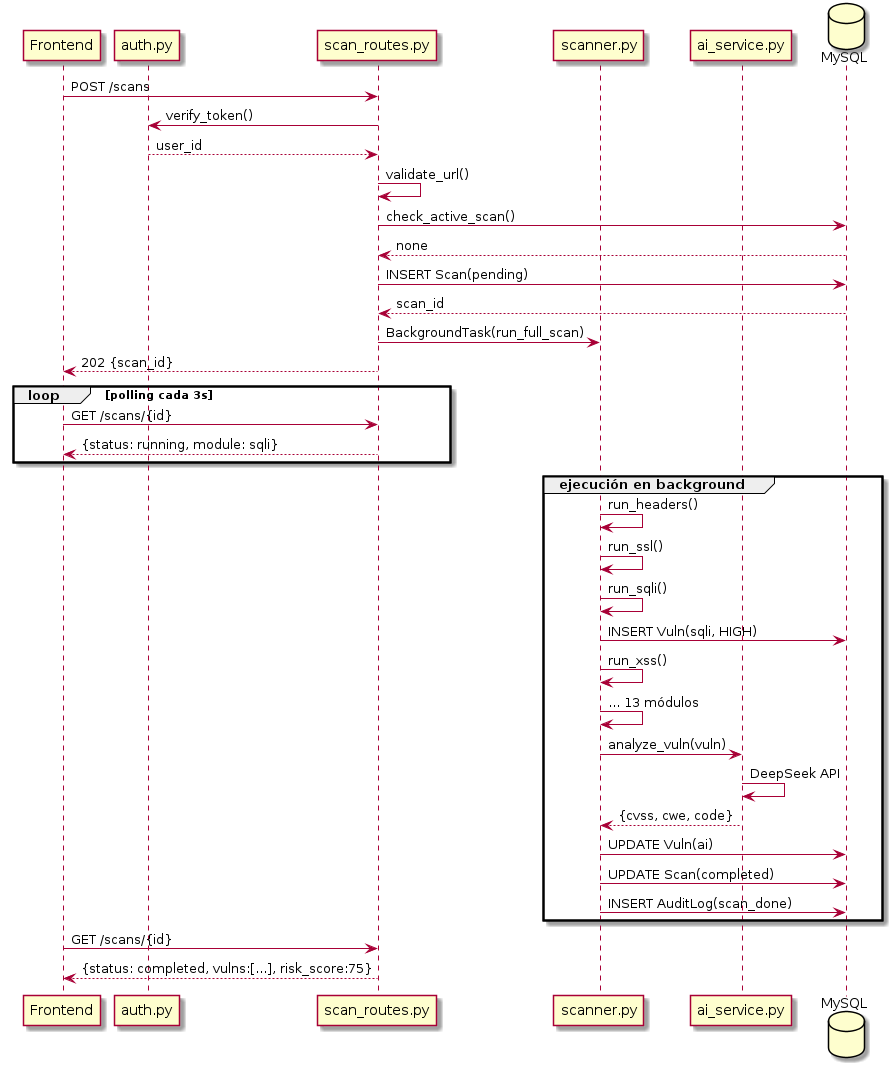 Frontend
auth.py
scan_routes.py
scanner.py
ai_service.py
MySQL
POST /scans
verify_token()
user_id
validate_url()
check_active_scan()
none
INSERT Scan(pending)
scan_id
BackgroundTask(run_full_scan)
202 {scan_id}
loop [polling cada 3s]
GET /scans/{id}
{status: running, module: sqli}
ejecución en background
run_headers()
run_ssl()
run_sqli()
INSERT Vuln(sqli, HIGH)
run_xss()
... 13 módulos
analyze_vuln(vuln)
DeepSeek API
{cvss, cwe, code}
UPDATE Vuln(ai)
UPDATE Scan(completed)
INSERT AuditLog(scan_done)
GET /scans/{id}
{status: completed, vulns:[...], risk_score:75}
Frontend
auth.py
scan_routes.py
scanner.py
ai_service.py
MySQL